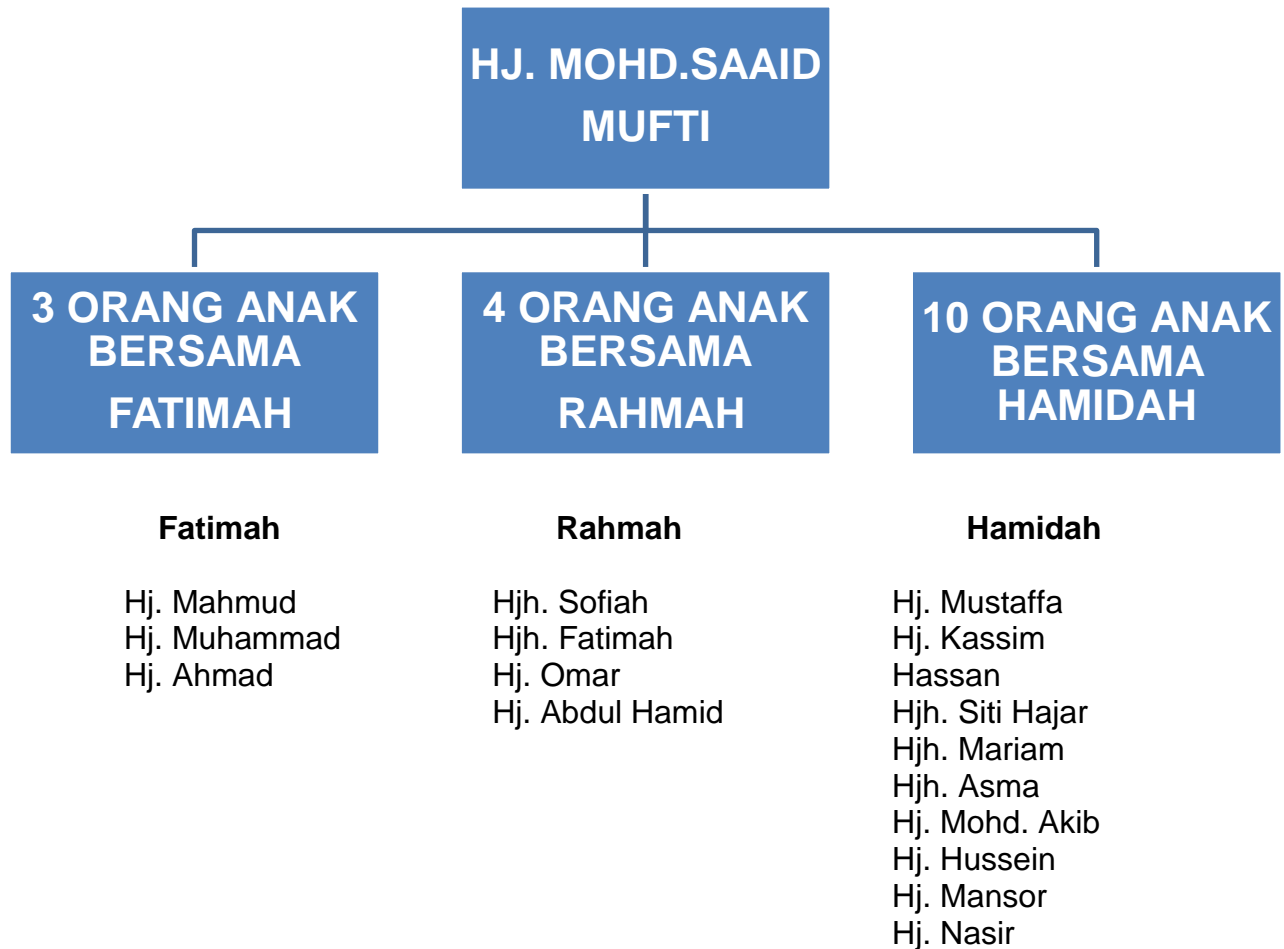 HJ. MOHD.SAAID
MUFTI
3 ORANG ANAK
BERSAMA
FATIMAH
4 ORANG ANAK
BERSAMA
RAHMAH
10 ORANG ANAK
BERSAMA
HAMIDAH
Fatimah
Hj. Mahmud
Hj. Muhammad
Hj. Ahmad
Rahmah
Hjh. Sofiah
Hjh. Fatimah
Hj. Omar
Hj. Abdul Hamid
Hamidah
Hj. Mustaffa
Hj. Kassim
Hassan
Hjh. Siti Hajar
Hjh. Mariam
Hjh. Asma
Hj. Mohd. Akib
Hj. Hussein
Hj. Mansor
Hj. Nasir